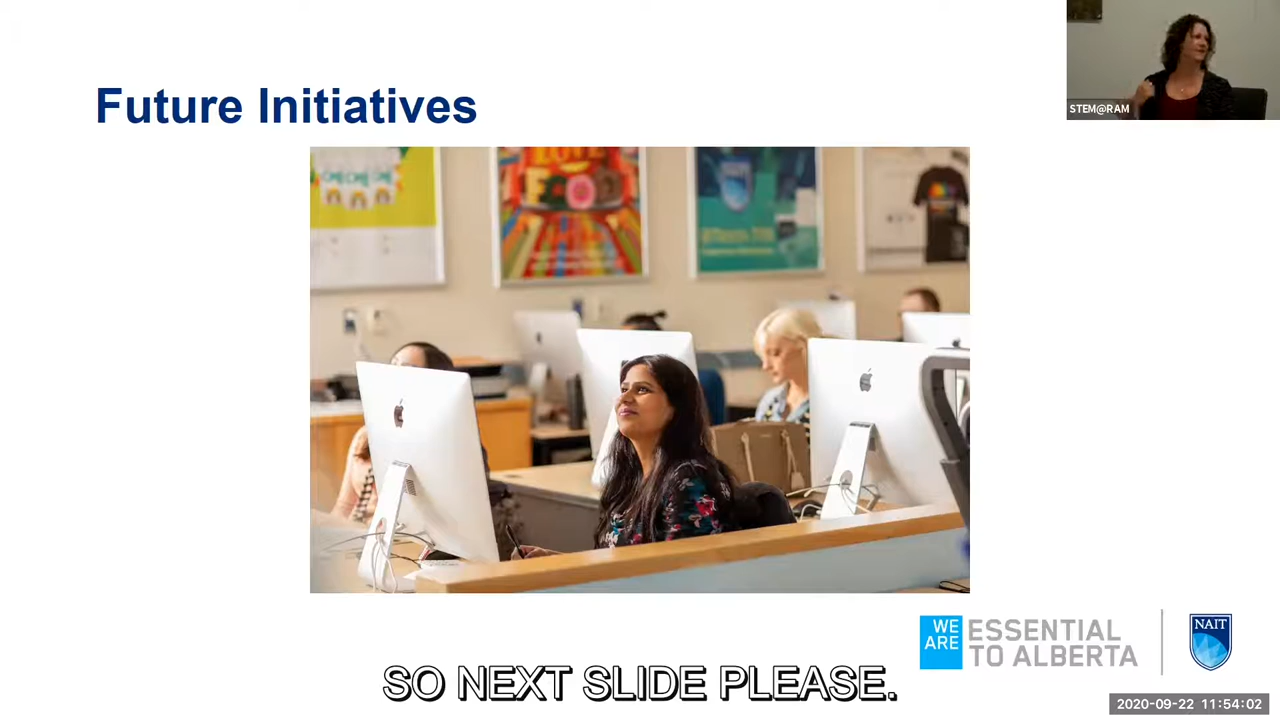 Future Initiatives
STEM@RAM
LOVE
WE
ARE
ESSENTIAL
TO ALBERTA
NAIT
SO NEXT SLIDE PLEASE.
2020-09-22 11:54:02